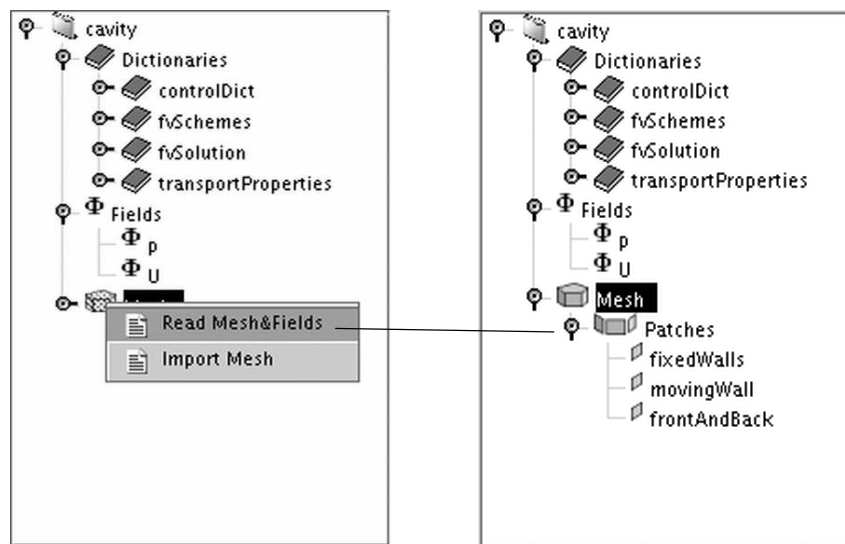 cavity
Dictionaries
controlDict
fvSchemes
fvSolution
transportProperties
Fields
p
U
Read Mesh&Fields
Import Mesh
cavity
Dictionaries
controlDict
fvSchemes
fvSolution
transportProperties
Fields
p
U
Mesh
Patches
fixedWalls
movingWall
frontAndBack